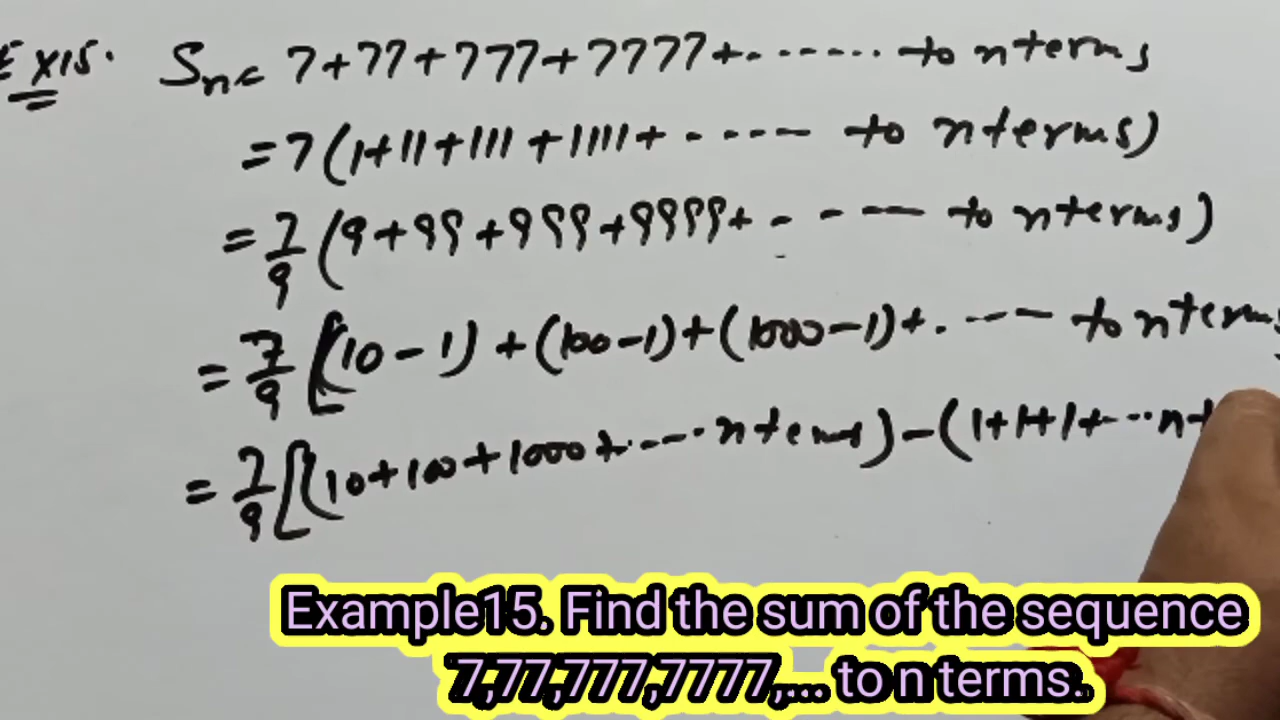 Ex15. Sn = 7+77+777+7777+....... to n terms
=7(1+11+111+1111+ ..... to n terms)
=7/9(9+99+999+9999+ .... to n terms)
=7/9[(10-1)+(100-1)+(1000-1)+..... to n terms
=7/9[(10+100+1000+.....n terms)-(1+1+1+...n
Example15. Find the sum of the sequence
7,77,777,7777,... to n terms.